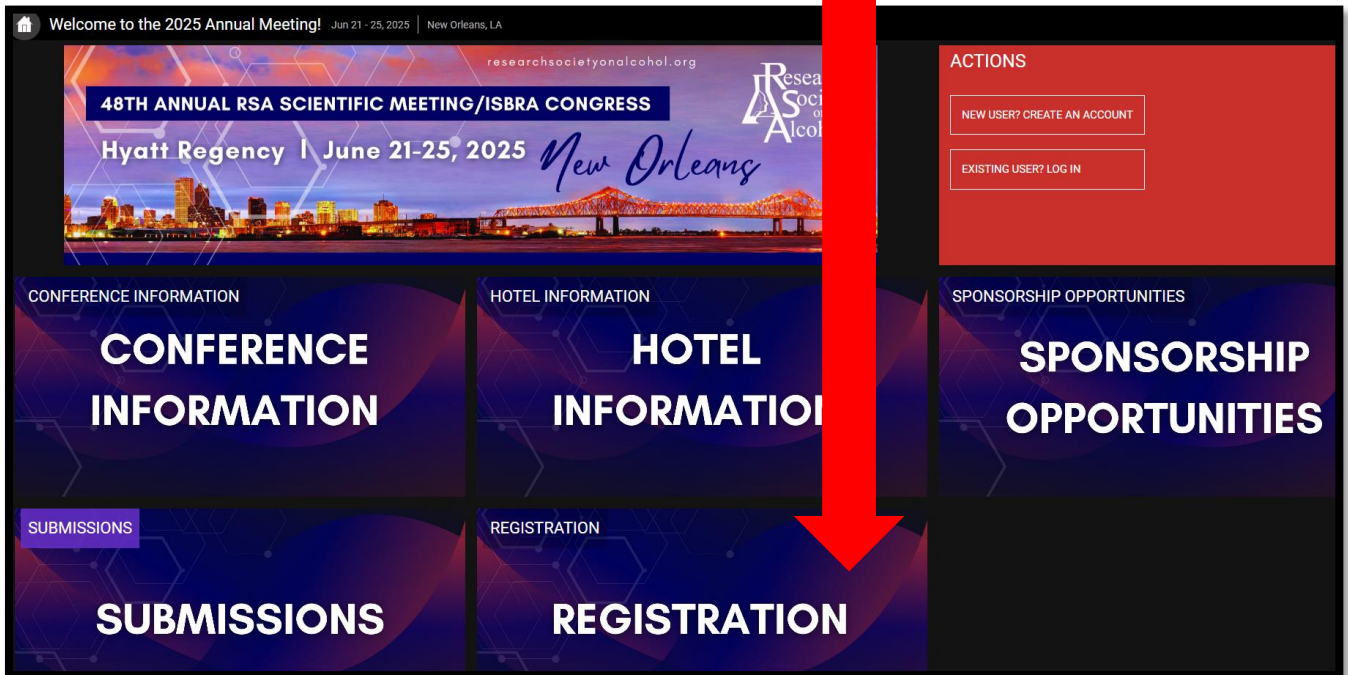 Welcome to the 2025 Annual Meeting! Jun 21 - 25, 2025 | New Orleans, LA
researchsocietyonalcohol.org
48TH ANNUAL RSA SCIENTIFIC MEETING/ISBRA CONGRESS
Hyatt Regency | June 21-25, 2025
New Orleans
ACTIONS
NEW USER? CREATE AN ACCOUNT
EXISTING USER? LOG IN
CONFERENCE INFORMATION
CONFERENCE
INFORMATION
HOTEL INFORMATION
HOTEL
SPONSORSHIP OPPORTUNITIES
SPONSORSHIP
OPPORTUNITIES
SUBMISSIONS
SUBMISSIONS
REGISTRATION
REGISTRATION